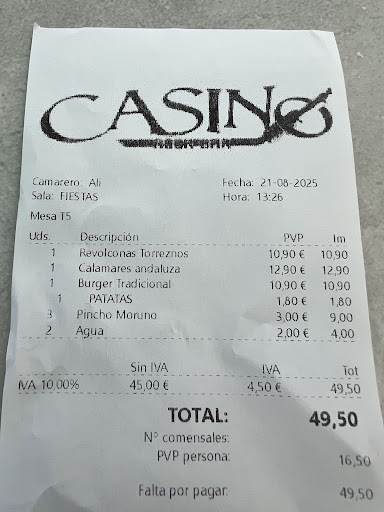 CASINO
ROCK BAR
Camarero: Ali Fecha: 21-08-2025
Sala: FIESTAS Hora: 13:26
Mesa T5
Uds. Descripción PVP Im
1 Revolconas Torreznos 10,90 € 10,90
1 Calamares andaluza 12,90 € 12,90
1 Burger Tradicional 10,90 € 10,90
1 PATATAS 1,80 € 1,80
3 Pincho Moruno 3,00 € 9,00
2 Agua 2,00 € 4,00
Sin IVA IVA Tot
IVA 10,00% 45,00 € 4,50 € 49,50
TOTAL: 49,50
Nº comensales:
PVP persona: 16,50
Falta por pagar: 49,50